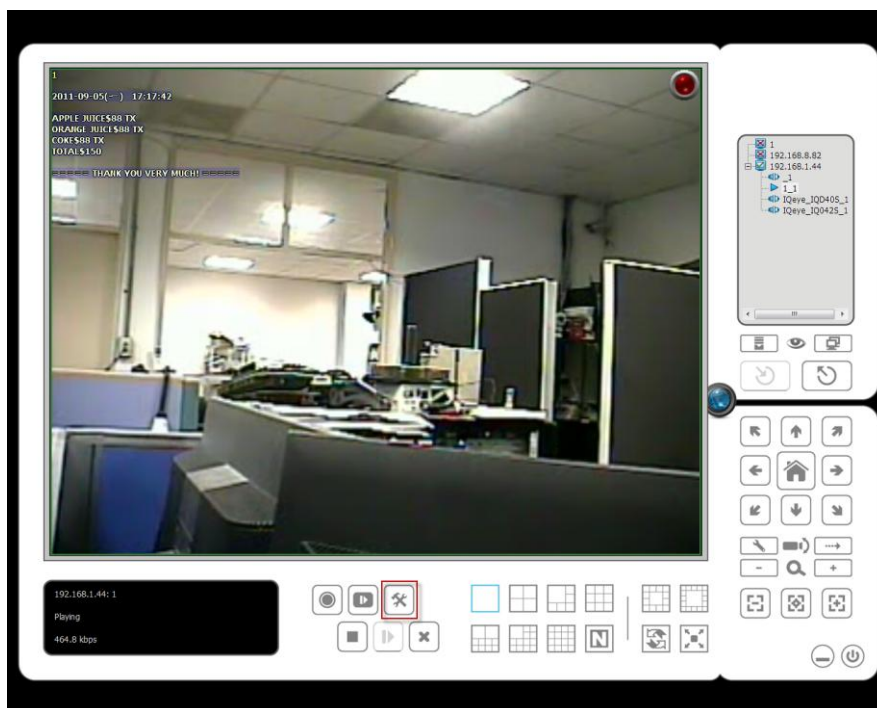 1
2011-09-05(一) 17:17:42
APPLE JUICE$88 TX
ORANGE JUICE$88 TX
COKE$88 TX
TOTAL$150
===== THANK YOU VERY MUCH! =====
1
192.168.8.82
192.168.1.44
_1
1_1
IQeye_IQD40S_1
IQeye_IQ042S_1
192.168.1.44: 1
Playing
464.8 kbps
N